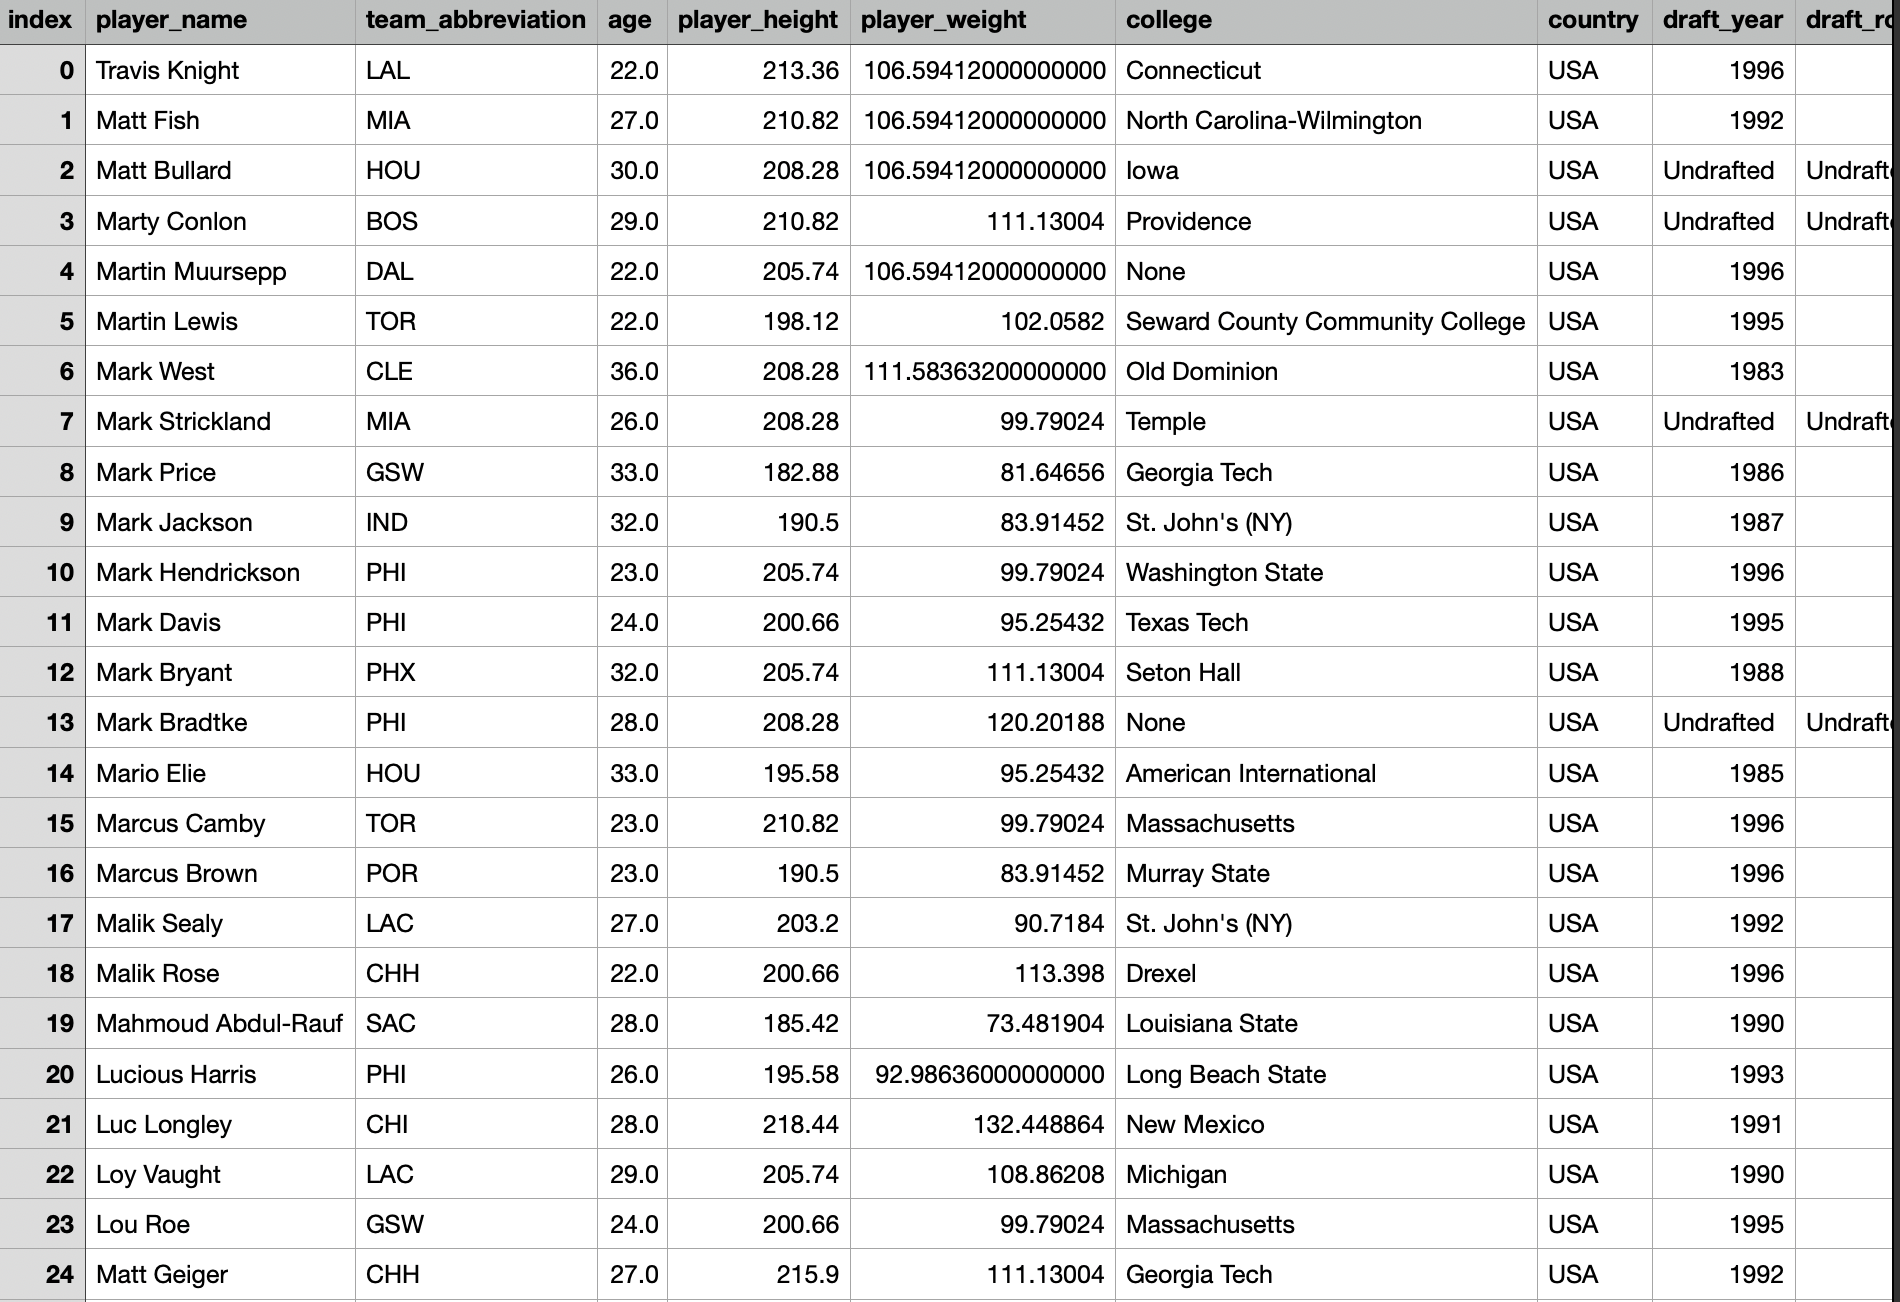 index player_name team_abbreviation age player_height player_weight college country draft_year draft_ro
0 Travis Knight LAL 22.0 213.36 106.59412000000000 Connecticut USA 1996
1 Matt Fish MIA 27.0 210.82 106.59412000000000 North Carolina-Wilmington USA 1992
2 Matt Bullard HOU 30.0 208.28 106.59412000000000 Iowa USA Undrafted Undraft
3 Marty Conlon BOS 29.0 210.82 111.13004 Providence USA Undrafted Undraft
4 Martin Muursepp DAL 22.0 205.74 106.59412000000000 None USA 1996
5 Martin Lewis TOR 22.0 198.12 102.0582 Seward County Community College USA 1995
6 Mark West CLE 36.0 208.28 111.58363200000000 Old Dominion USA 1983
7 Mark Strickland MIA 26.0 208.28 99.79024 Temple USA Undrafted Undraft
8 Mark Price GSW 33.0 182.88 81.64656 Georgia Tech USA 1986
9 Mark Jackson IND 32.0 190.5 83.91452 St. John's (NY) USA 1987
10 Mark Hendrickson PHI 23.0 205.74 99.79024 Washington State USA 1996
11 Mark Davis PHI 24.0 200.66 95.25432 Texas Tech USA 1995
12 Mark Bryant PHX 32.0 205.74 111.13004 Seton Hall USA 1988
13 Mark Bradtke PHI 28.0 208.28 120.20188 None USA Undrafted Undraft
14 Mario Elie HOU 33.0 195.58 95.25432 American International USA 1985
15 Marcus Camby TOR 23.0 210.82 99.79024 Massachusetts USA 1996
16 Marcus Brown POR 23.0 190.5 83.91452 Murray State USA 1996
17 Malik Sealy LAC 27.0 203.2 90.7184 St. John's (NY) USA 1992
18 Malik Rose CHH 22.0 200.66 113.398 Drexel USA 1996
19 Mahmoud Abdul-Rauf SAC 28.0 185.42 73.481904 Louisiana State USA 1990
20 Lucious Harris PHI 26.0 195.58 92.98636000000000 Long Beach State USA 1993
21 Luc Longley CHI 28.0 218.44 132.448864 New Mexico USA 1991
22 Loy Vaught LAC 29.0 205.74 108.86208 Michigan USA 1990
23 Lou Roe GSW 24.0 200.66 99.79024 Massachusetts USA 1995
24 Matt Geiger CHH 27.0 215.9 111.13004 Georgia Tech USA 1992